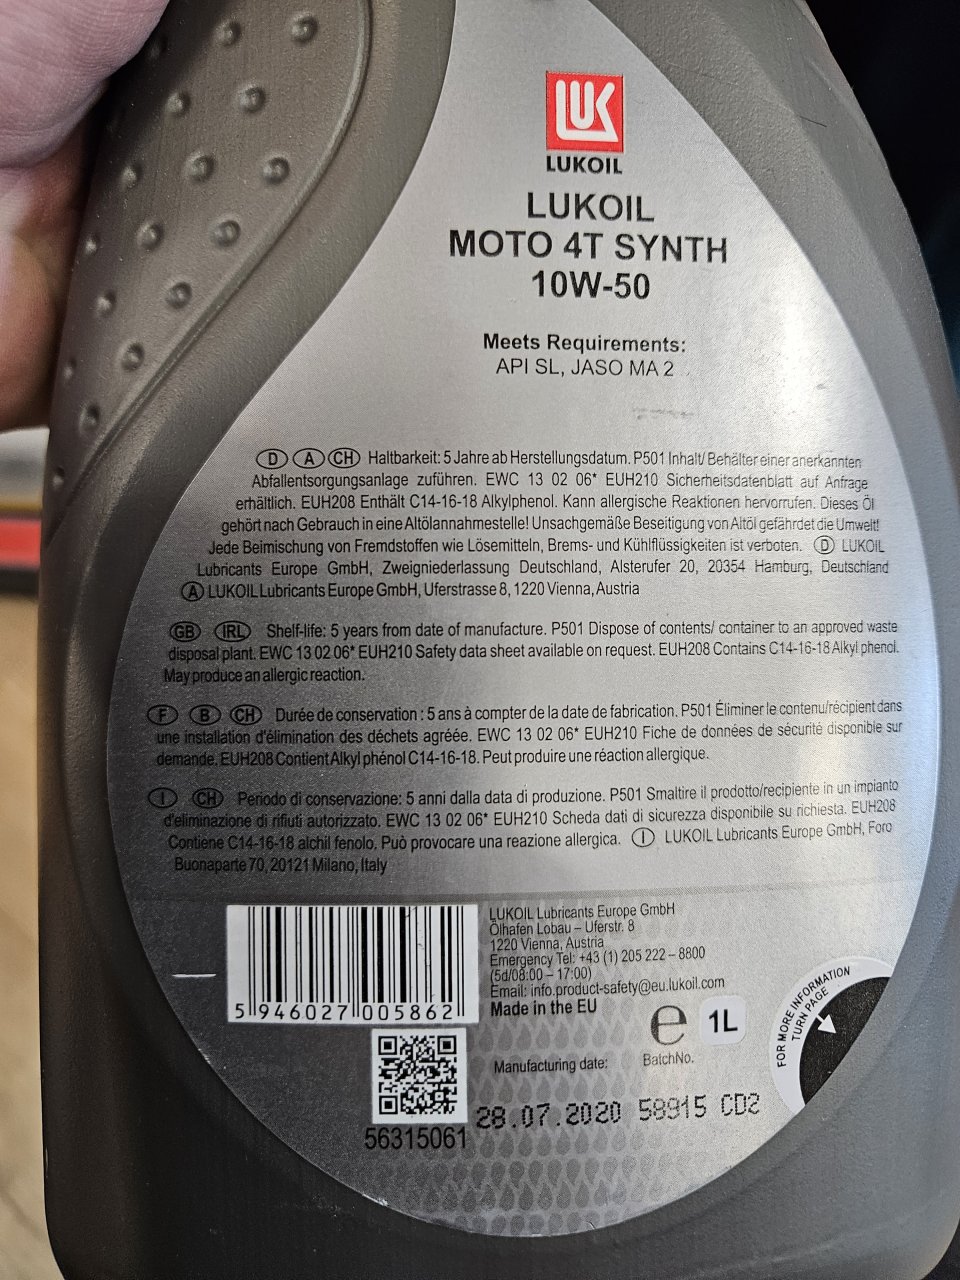 LUK
LUKOIL
LUKOIL
MOTO 4T SYNTH
10W-50
Meets Requirements:
API SL, JASO MA 2
D A CH Haltbarkeit: 5 Jahre ab Herstellungsdatum. P501 Inhalt/ Behälter einer anerkannten
Abfallentsorgungsanlage zuführen. EWC 13 02 06* EUH210 Sicherheitsdatenblatt auf Anfrage
erhältlich. EUH208 Enthält C14-16-18 Alkylphenol. Kann allergische Reaktionen hervorrufen. Dieses Öl
gehört nach Gebrauch in eine Altölannahmestelle! Unsachgemäße Beseitigung von Altöl gefährdet die Umwelt!
Jede Beimischung von Fremdstoffen wie Lösemitteln, Brems- und Kühlflüssigkeiten ist verboten. D LUKOIL
Lubricants Europe GmbH, Zweigniederlassung Deutschland, Alsterufer 20, 20354 Hamburg, Deutschland
A LUKOIL Lubricants Europe GmbH, Uferstrasse 8, 1220 Vienna, Austria
GB IRL Shelf-life: 5 years from date of manufacture. P501 Dispose of contents/ container to an approved waste
disposal plant. EWC 13 02 06* EUH210 Safety data sheet available on request. EUH208 Contains C14-16-18 Alkyl phenol.
May produce an allergic reaction.
F B CH Durée de conservation : 5 ans à compter de la date de fabrication. P501 Éliminer le contenu/récipient dans
une installation d'élimination des déchets agréée. EWC 13 02 06* EUH210 Fiche de données de sécurité disponible sur
demande. EUH208 Contient Alkyl phénol C14-16-18. Peut produire une réaction allergique.
I CH Periodo di conservazione: 5 anni dalla data di produzione. P501 Smaltire il prodotto/recipiente in un impianto
d'eliminazione di rifiuti autorizzato. EWC 13 02 06* EUH210 Scheda dati di sicurezza disponibile su richiesta. EUH208
Contiene C14-16-18 alchil fenolo. Può provocare una reazione allergica. I LUKOIL Lubricants Europe GmbH, Foro
Buonaparte 70, 20121 Milano, Italy
LUKOIL Lubricants Europe GmbH
Ölhafen Lobau – Uferstr. 8
1220 Vienna, Austria
Emergency Tel: +43 (1) 205 222 – 8800
(5d/08:00 – 17:00)
Email: info.product-safety@eu.lukoil.com
Made in the EU
5 946027 005862
e 1L
FOR MORE INFORMATION
TURN PAGE
Manufacturing date: BatchNo.
28.07.2020 58915 CD2
56315061